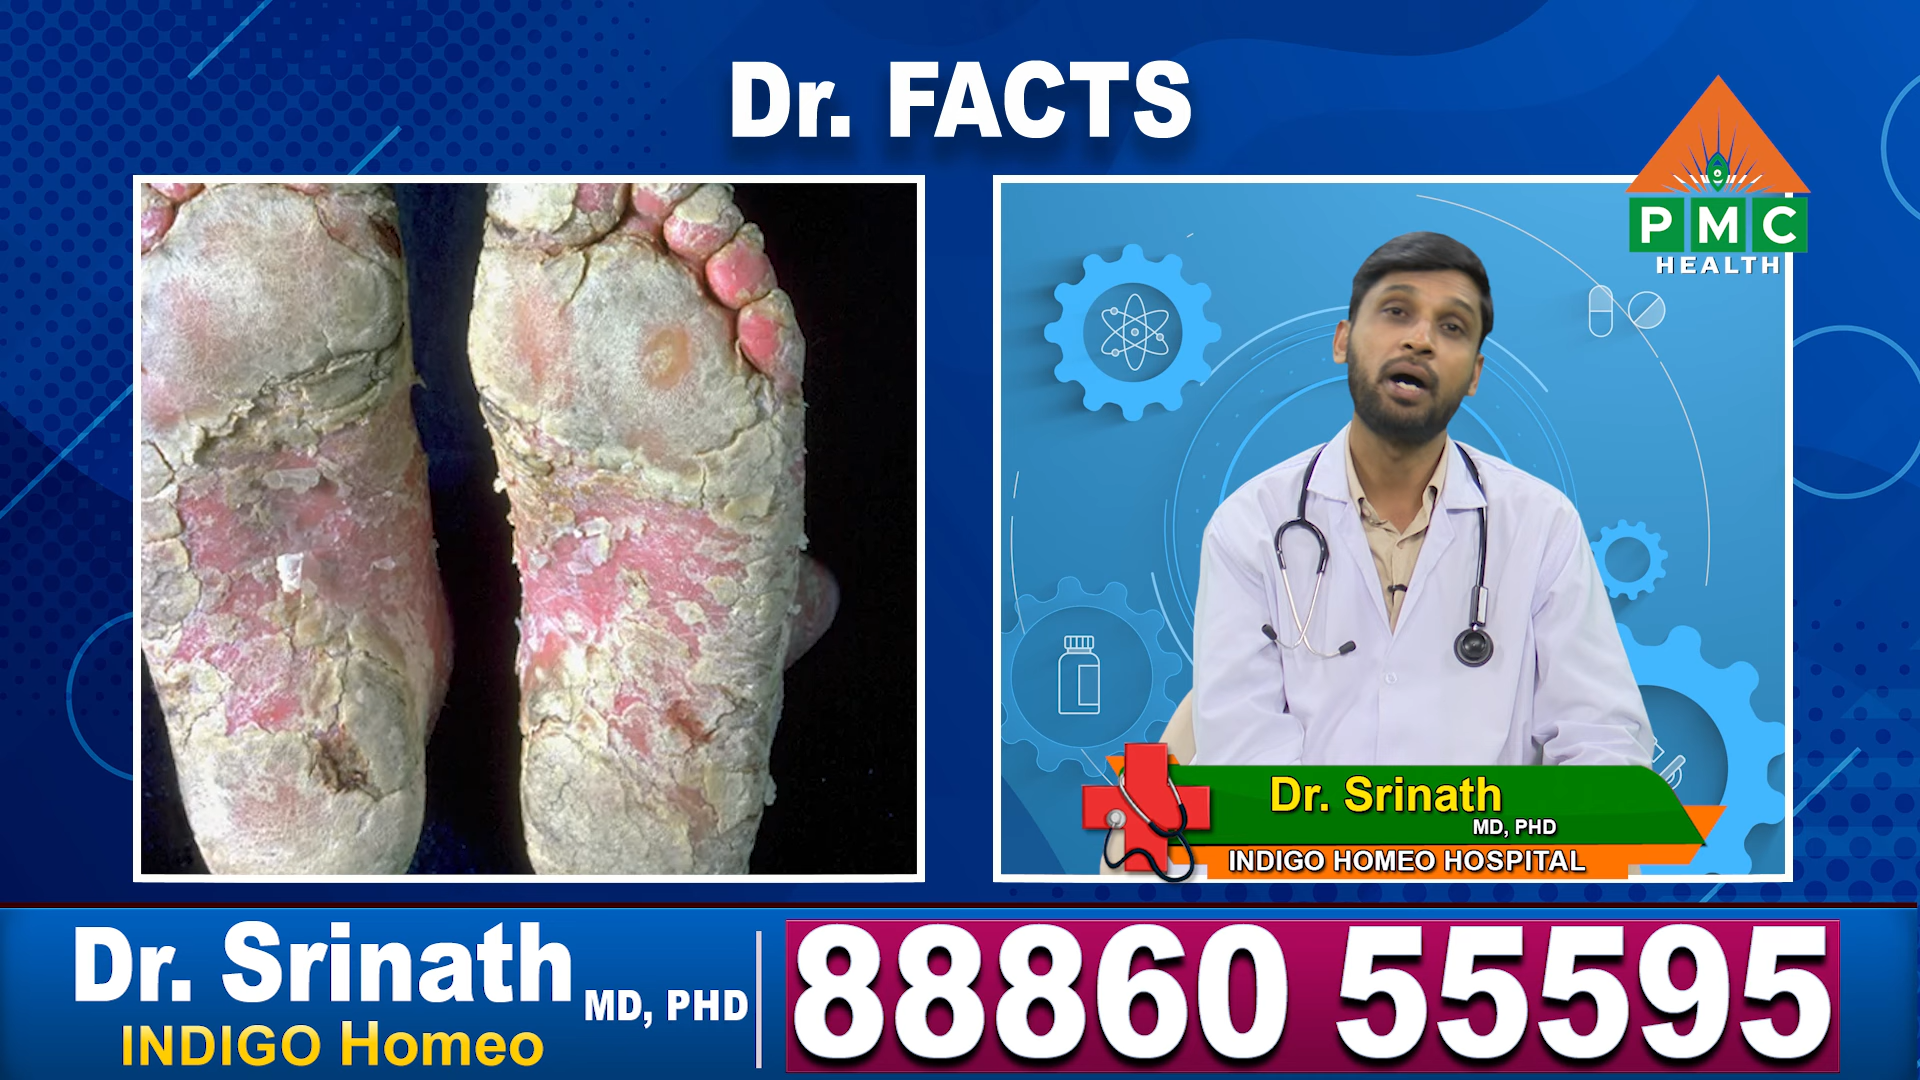 Dr. FACTS
PMC
HEALTH
Dr. Srinath
MD, PHD
INDIGO HOMEO HOSPITAL
Dr. Srinath MD, PHD
INDIGO Homeo
88860 55595